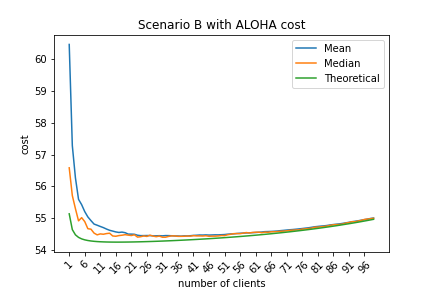 Scenario B with ALOHA cost
Mean
Median
Theoretical
cost
60
59
58
57
56
55
54
1 6 11 16 21 26 31 36 41 46 51 56 61 66 71 76 81 86 91 96
number of clients